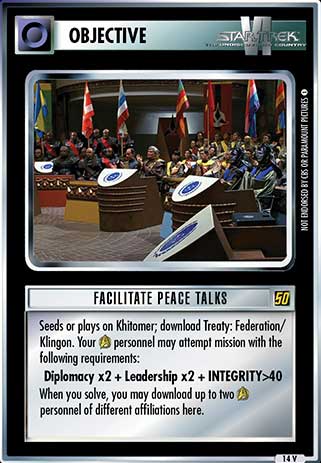 OBJECTIVE
STAR TREK
VI
THE UNDISCOVERED COUNTRY
NOT ENDORSED BY CBS OR PARAMOUNT PICTURES
FACILITATE PEACE TALKS
50
Seeds or plays on Khitomer; download Treaty: Federation/
Klingon. Your personnel may attempt mission with the
following requirements:
Diplomacy x2 + Leadership x2 + INTEGRITY>40
When you solve, you may download up to two
personnel of different affiliations here.
14 V